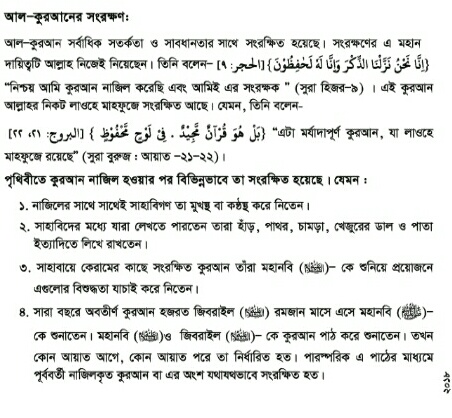 আল–কুরআনের সংরক্ষণ:
আল–কুরআন সর্বাধিক সতর্কতা ও সাবধানতার সাথে সংরক্ষিত হয়েছে। সংরক্ষণের এ মহান
দায়িত্বটি আল্লাহ নিজেই নিয়েছেন। তিনি বলেন– {إِنَّا نَحْنُ نَزَّلْنَا الذِّكْرَ وَإِنَّا لَهُ لَحَافِظُونَ} [الحجر: ٩]
"নিশ্চয় আমি কুরআন নাজিল করেছি এবং আমিই এর সংরক্ষক " (সুরা হিজর–৯) । এই কুরআন
আল্লাহর নিকট লাওহে মাহফুজে সংরক্ষিত আছে। যেমন, তিনি বলেন–
{بَلْ هُوَ قُرْآنٌ مَّجِيدٌ . فِي لَوْحٍ مَّحْفُوظٍ } [البروج: ٢١، ٢٢] "এটা মর্যাদাপূর্ণ কুরআন, যা লাওহে
মাহফুজে রয়েছে" (সুরা বুরুজ : আয়াত –২১–২২)।
পৃথিবীতে কুরআন নাজিল হওয়ার পর বিভিন্নভাবে তা সংরক্ষিত হয়েছে। যেমন :
১. নাজিলের সাথে সাথেই সাহাবিগণ তা মুখস্থ বা কণ্ঠস্থ করে নিতেন।
২. সাহাবিদের মধ্যে যারা লেখতে পারতেন তারা হাঁড়, পাথর, চামড়া, খেজুরের ডাল ও পাতা
ইত্যাদিতে লিখে রাখতেন।
৩. সাহাবায়ে কেরামের কাছে সংরক্ষিত কুরআন তাঁরা মহানবি (ﷺ)– কে শুনিয়ে প্রয়োজনে
এগুলোর বিশুদ্ধতা যাচাই করে নিতেন।
৪. সারা বছরে অবতীর্ণ কুরআন হজরত জিবরাইল () রমজান মাসে এসে মহানবি (ﷺ)–
কে শুনাতেন। মহানবি (ﷺ)ও জিবরাইল () – কে কুরআন পাঠ করে শুনাতেন। তখন
কোন আয়াত আগে, কোন আয়াত পরে তা নির্ধারিত হত। পারস্পরিক এ পাঠের মাধ্যমে
পূর্ববর্তী নাজিলকৃত কুরআন বা এর অংশ যথাযথভাবে সংরক্ষিত হত।
২০১৮